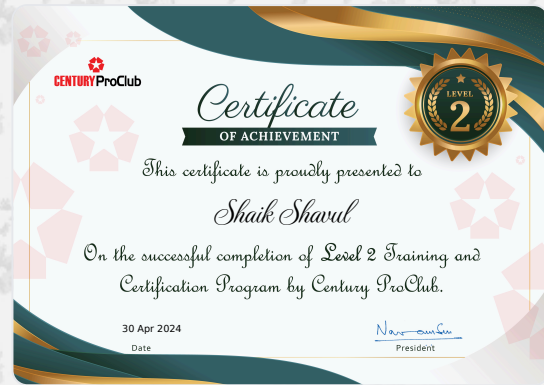 CENTURY ProClub
Certificate
OF ACHIEVEMENT
LEVEL
2
This certificate is proudly presented to
Shaik Shavul
On the successful completion of Level 2 Training and
Certification Program by Century ProClub.
30 Apr 2024
Date
President